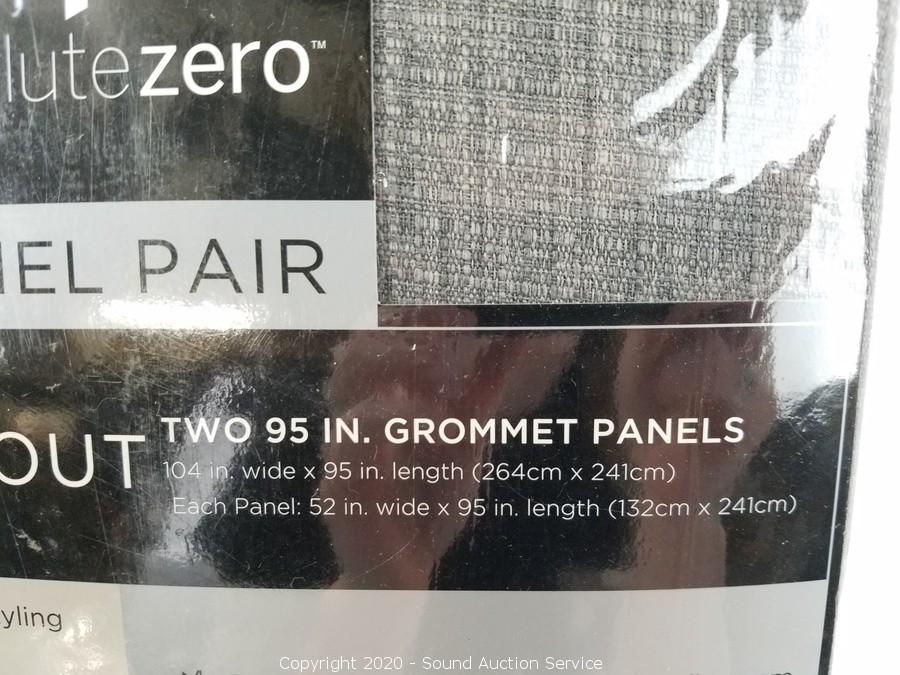 lutezero™
EL PAIR
OUT
TWO 95 IN. GROMMET PANELS
104 in. wide x 95 in. length (264cm x 241cm)
Each Panel: 52 in. wide x 95 in. length (132cm x 241cm)
yling
Copyright 2020 - Sound Auction Service